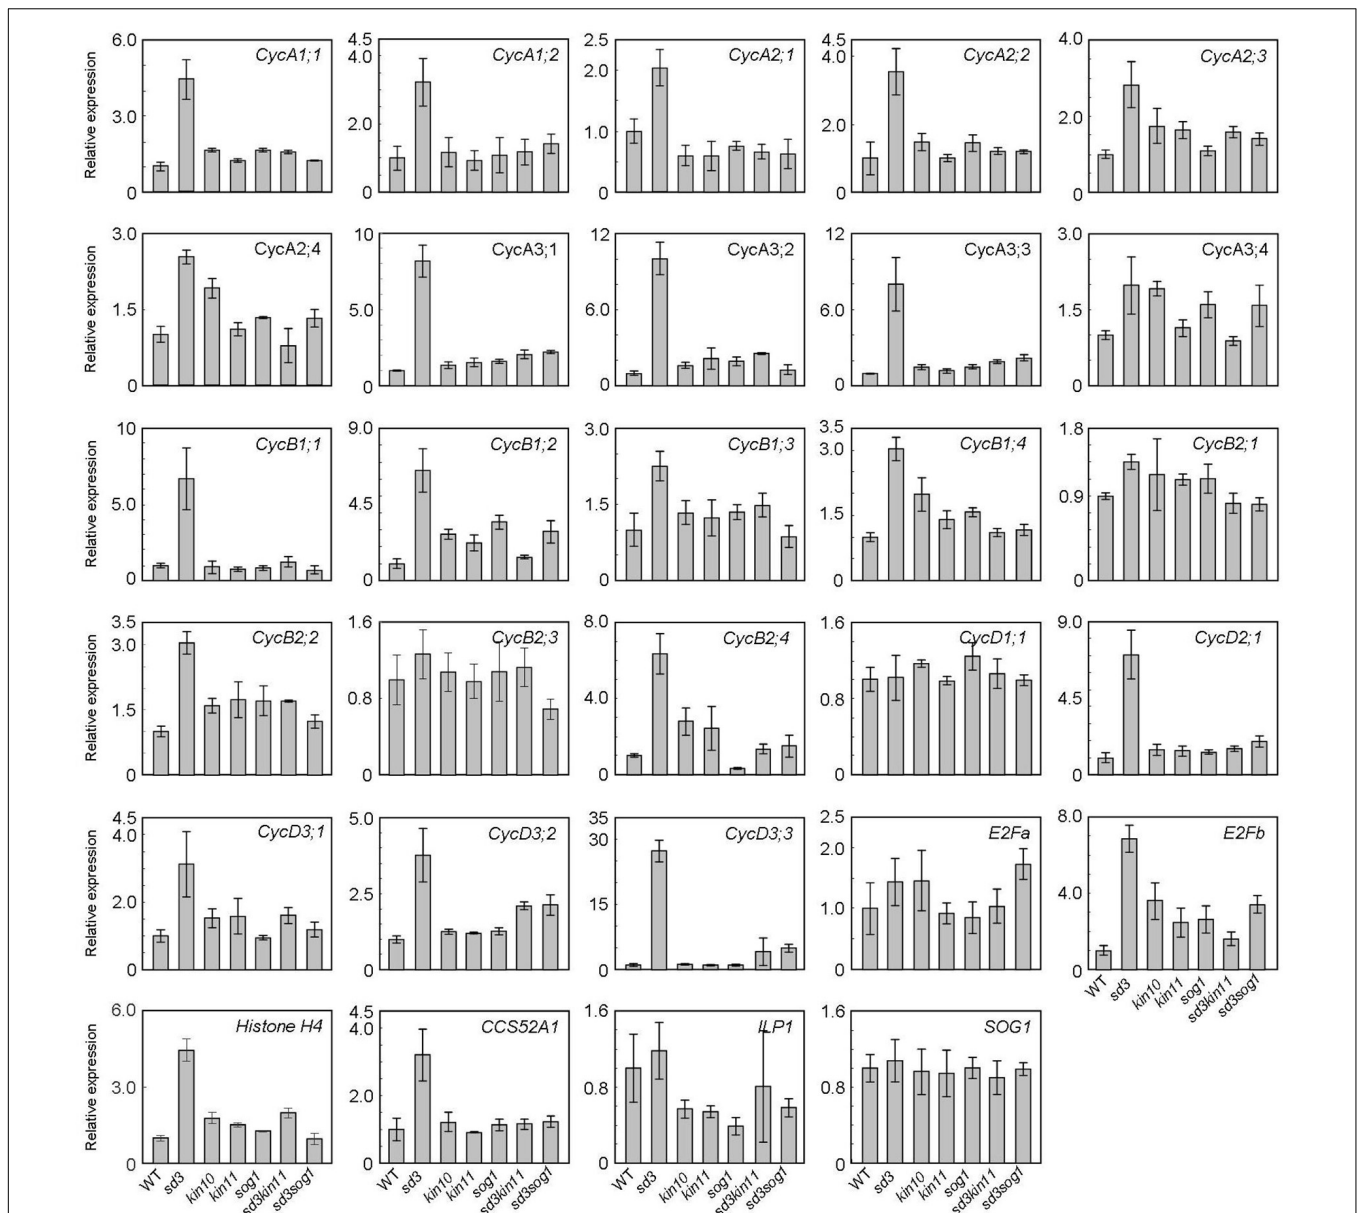 Relative expression
6.0
3.0
0
CycA1;1
4.5
4.0
2.0
0
CycA1;2
2.5
2.0
1.0
0
CycA2;1
4.5
4.0
2.0
0
CycA2;2
4.0
2.0
0
CycA2;3
Relative expression
3.0
1.5
0
CycA2;4
10
5.0
0
CycA3;1
12
6.0
0
CycA3;2
12
6.0
0
CycA3;3
3.0
1.5
0
CycA3;4
Relative expression
10
5.0
0
CycB1;1
9.0
4.5
0
CycB1;2
3.0
1.5
0
CycB1;3
3.5
3.0
1.5
0
CycB1;4
1.8
0.9
0
CycB2;1
Relative expression
3.5
3.0
1.5
0
CycB2;2
1.6
0.8
0
CycB2;3
8.0
4.0
0
CycB2;4
1.6
0.8
0
CycD1;1
9.0
4.5
0
CycD2;1
Relative expression
4.5
4.0
2.0
0
CycD3;1
5.0
2.5
0
CycD3;2
35
30
15
0
CycD3;3
2.5
2.0
1.0
0
E2Fa
8.0
4.0
0
E2Fb
WT
sd3
kin10
kin11
sog1
sd3kin11
sd3sog1
Relative expression
6.0
3.0
0
Histone H4
WT
sd3
kin10
kin11
sog1
sd3kin11
sd3sog1
4.5
4.0
2.0
0
CCS52A1
WT
sd3
kin10
kin11
sog1
sd3kin11
sd3sog1
1.6
0.8
0
ILP1
WT
sd3
kin10
kin11
sog1
sd3kin11
sd3sog1
1.6
0.8
0
SOG1
WT
sd3
kin10
kin11
sog1
sd3kin11
sd3sog1